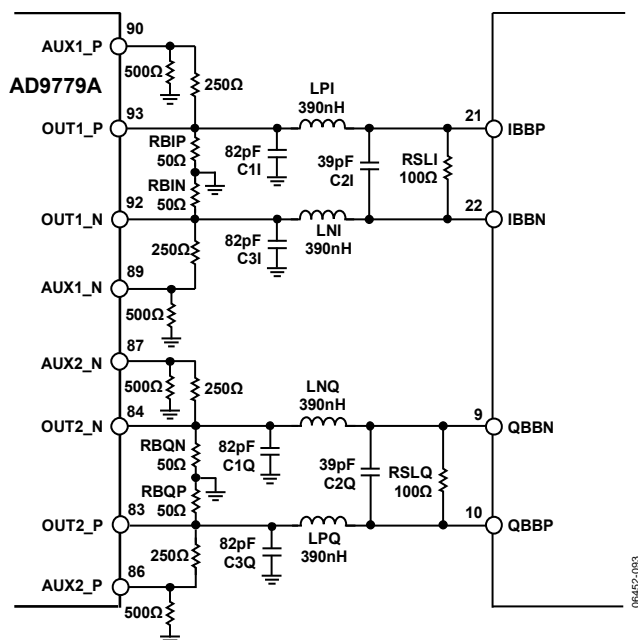 90
AUX1_P
500Ω
250Ω
AD9779A
LPI
390nH
93
OUT1_P
21
IBBP
RBIP
50Ω
82pF
C1I
39pF
C2I
RSLI
100Ω
RBIN
50Ω
92
OUT1_N
22
IBBN
250Ω
82pF
C3I
LNI
390nH
89
AUX1_N
500Ω
87
AUX2_N
500Ω
250Ω
LNQ
390nH
84
OUT2_N
9
QBBN
RBQN
50Ω
82pF
C1Q
39pF
C2Q
RSLQ
100Ω
RBQP
50Ω
83
OUT2_P
10
QBBP
250Ω
82pF
C3Q
LPQ
390nH
86
AUX2_P
500Ω
06452-093